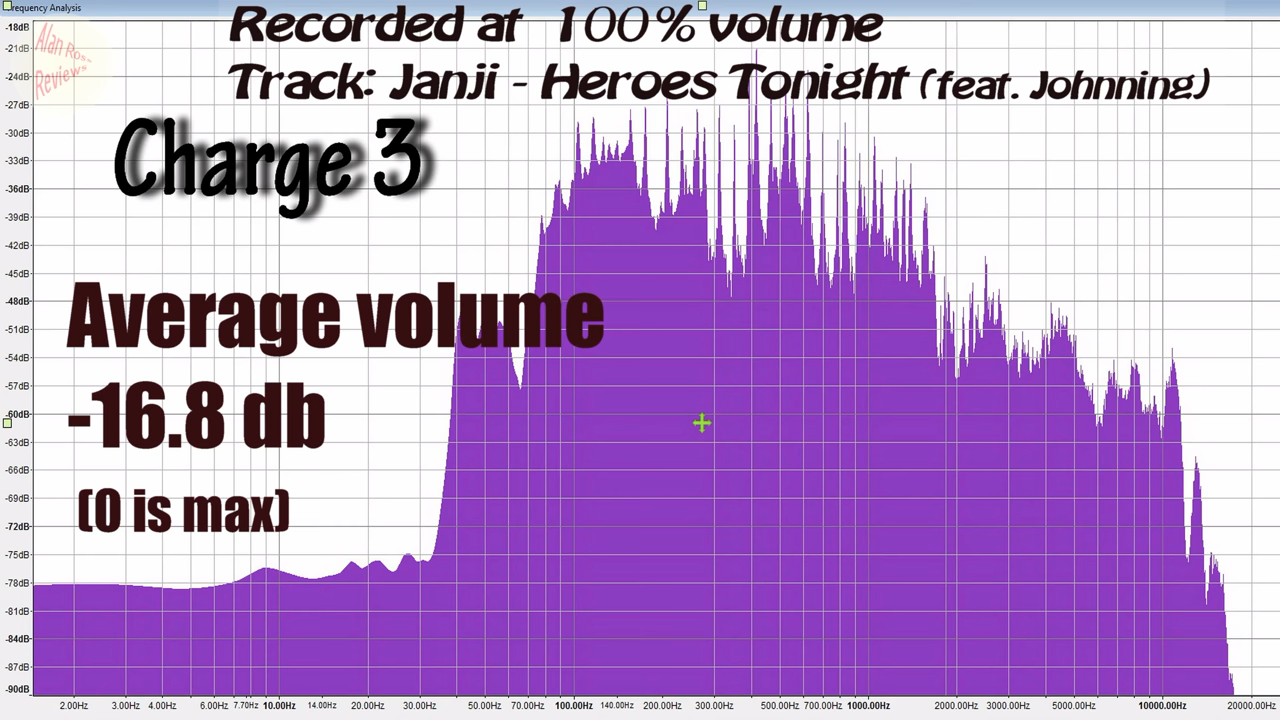 Frequency Analysis
Recorded at 100% volume
Track: Janji - Heroes Tonight (feat. Johnning)
Alan Ross
Reviews
Charge 3
Average volume
-16.8 db
(0 is max)
-18dB
-21dB
-24dB
-27dB
-30dB
-33dB
-36dB
-39dB
-42dB
-45dB
-48dB
-51dB
-54dB
-57dB
-60dB
-63dB
-66dB
-69dB
-72dB
-75dB
-78dB
-81dB
-84dB
-87dB
-90dB
2.00Hz 3.00Hz 4.00Hz 6.00Hz 7.70Hz 10.00Hz 14.00Hz 20.00Hz 30.00Hz 50.00Hz 70.00Hz 100.00Hz 140.00Hz 200.00Hz 300.00Hz 500.00Hz 700.00Hz 1000.00Hz 2000.00Hz 3000.00Hz 5000.00Hz 10000.00Hz 20000.00Hz